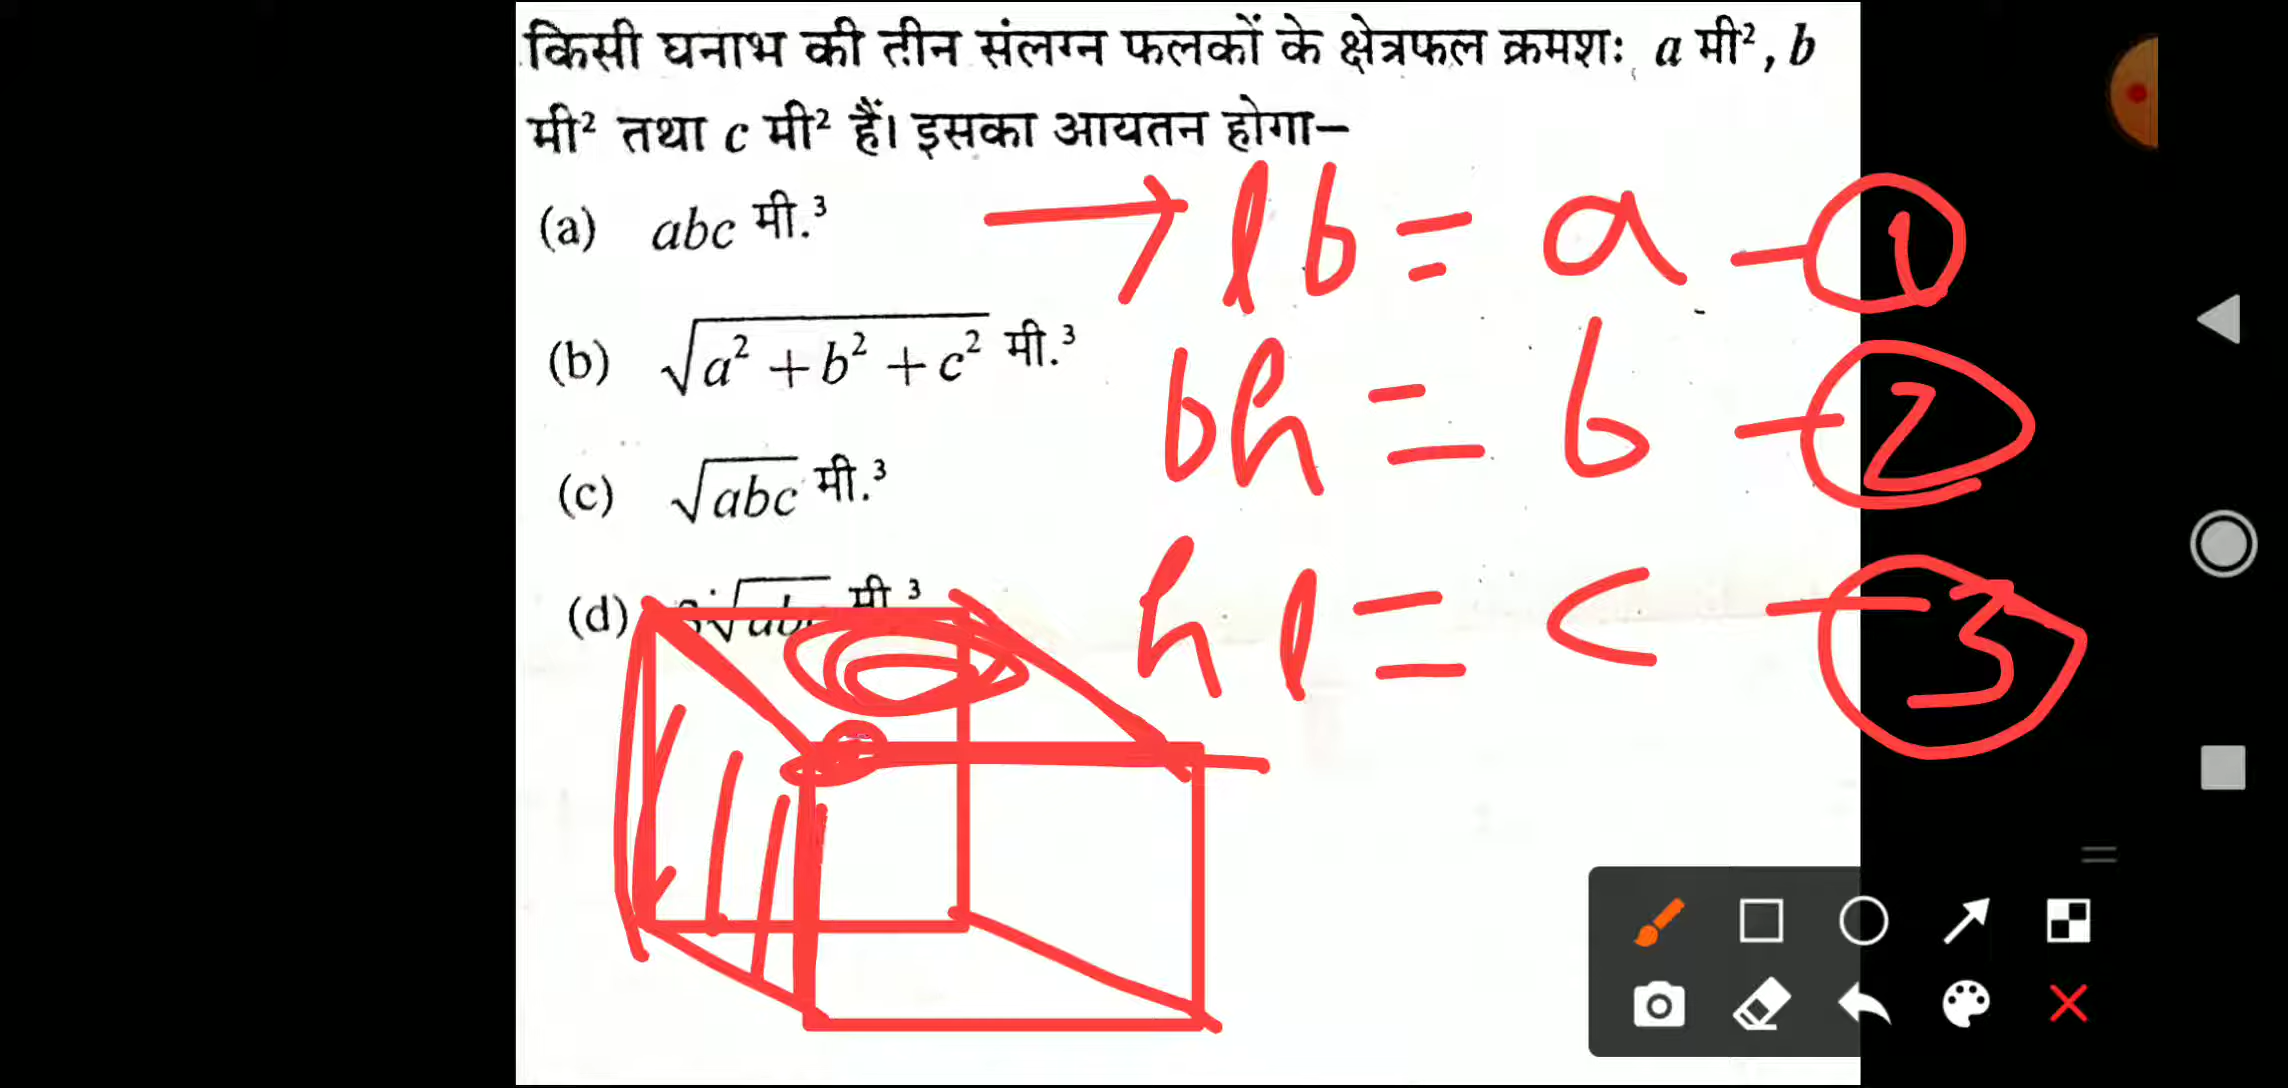 किसी घनाभ की तीन संलग्न फलकों के क्षेत्रफल क्रमशः a मी², b
मी² तथा c मी² हैं। इसका आयतन होगा–
(a) abc मी.³
(b) √a² + b² + c² मी.³
(c) √abc मी.³
(d) मी ³
→ lb = a – 1
bh = b – 2
hl = c – 3